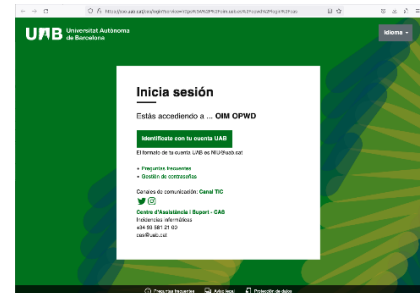 UAB Universitat Autònoma
de Barcelona
Idioma
Inicia sesión
Estás accediendo a ... OIM OPWD
Identifícate con tu cuenta UAB
El formato de tu cuenta UAB es NIU@uab.cat
Preguntas frecuentes
Gestión de contraseñas
Canales de comunicación: Canal TIC
Centre d'Assistència i Suport - CAS
Incidencias informáticas
+34 93 581 21 00
cas@uab.cat
Preguntas frecuentes Aviso legal Protección de datos